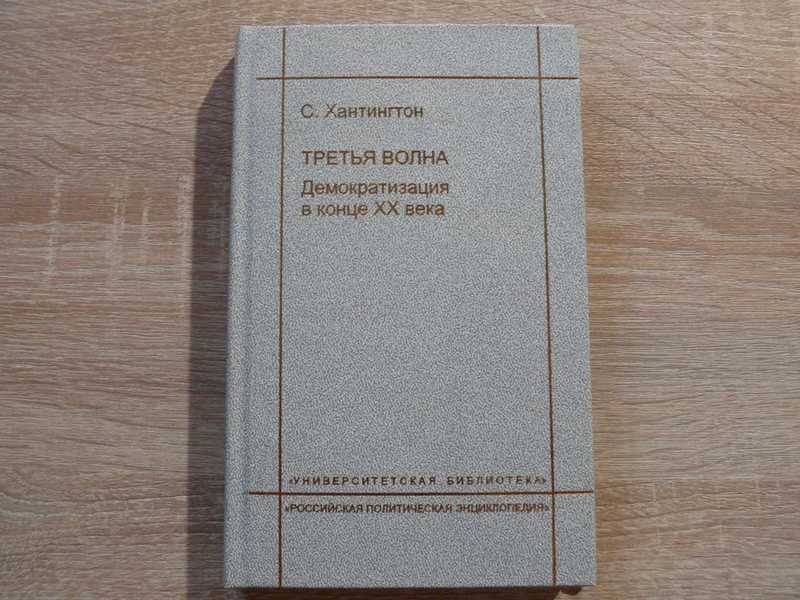 С. Хантингтон
ТРЕТЬЯ ВОЛНА
Демократизация
в конце XX века
«УНИВЕРСИТЕТСКАЯ БИБЛИОТЕКА»
«РОССИЙСКАЯ ПОЛИТИЧЕСКАЯ ЭНЦИКЛОПЕДИЯ»